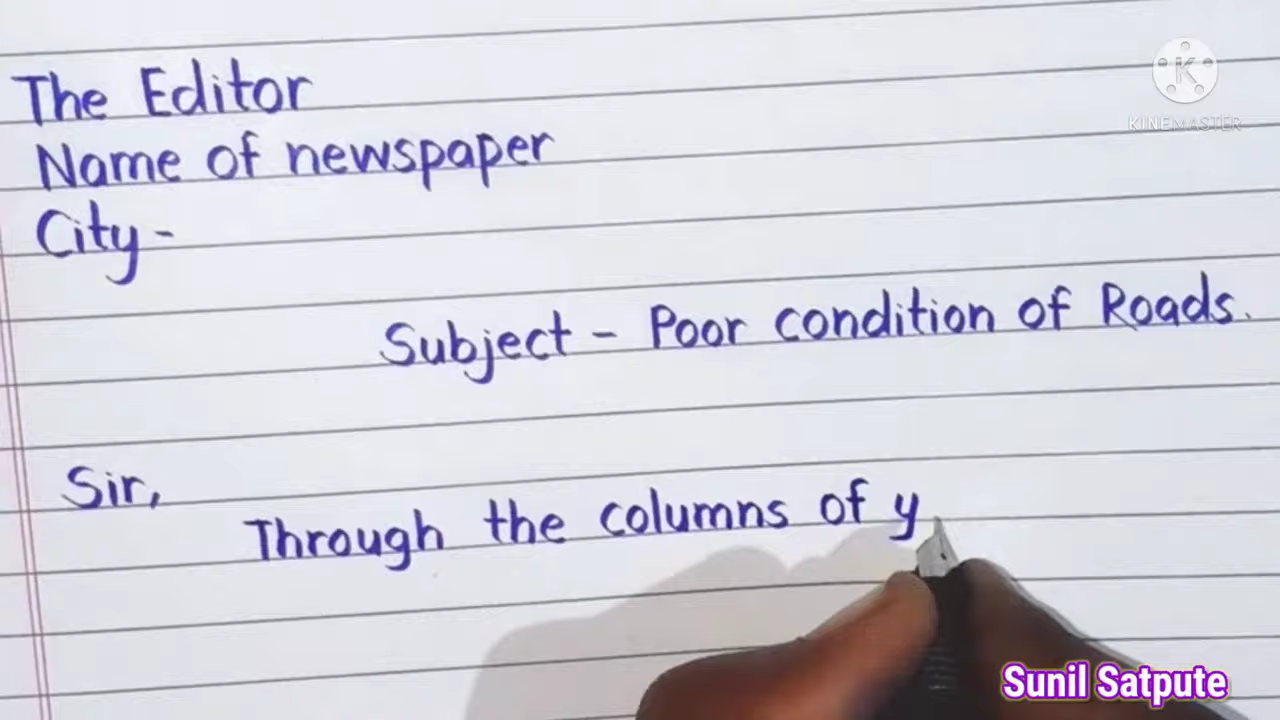 The Editor
Name of newspaper
City -
Subject - Poor condition of Roads.
Sir,
Through the columns of y
K
KINEMASTER
Sunil Satpute